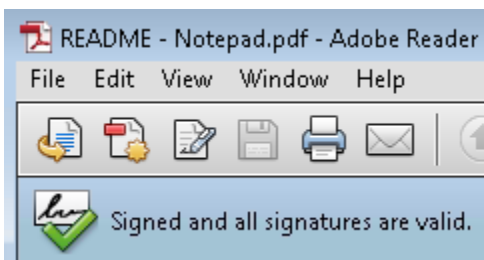 README - Notepad.pdf - Adobe Reader
File Edit View Window Help
Signed and all signatures are valid.